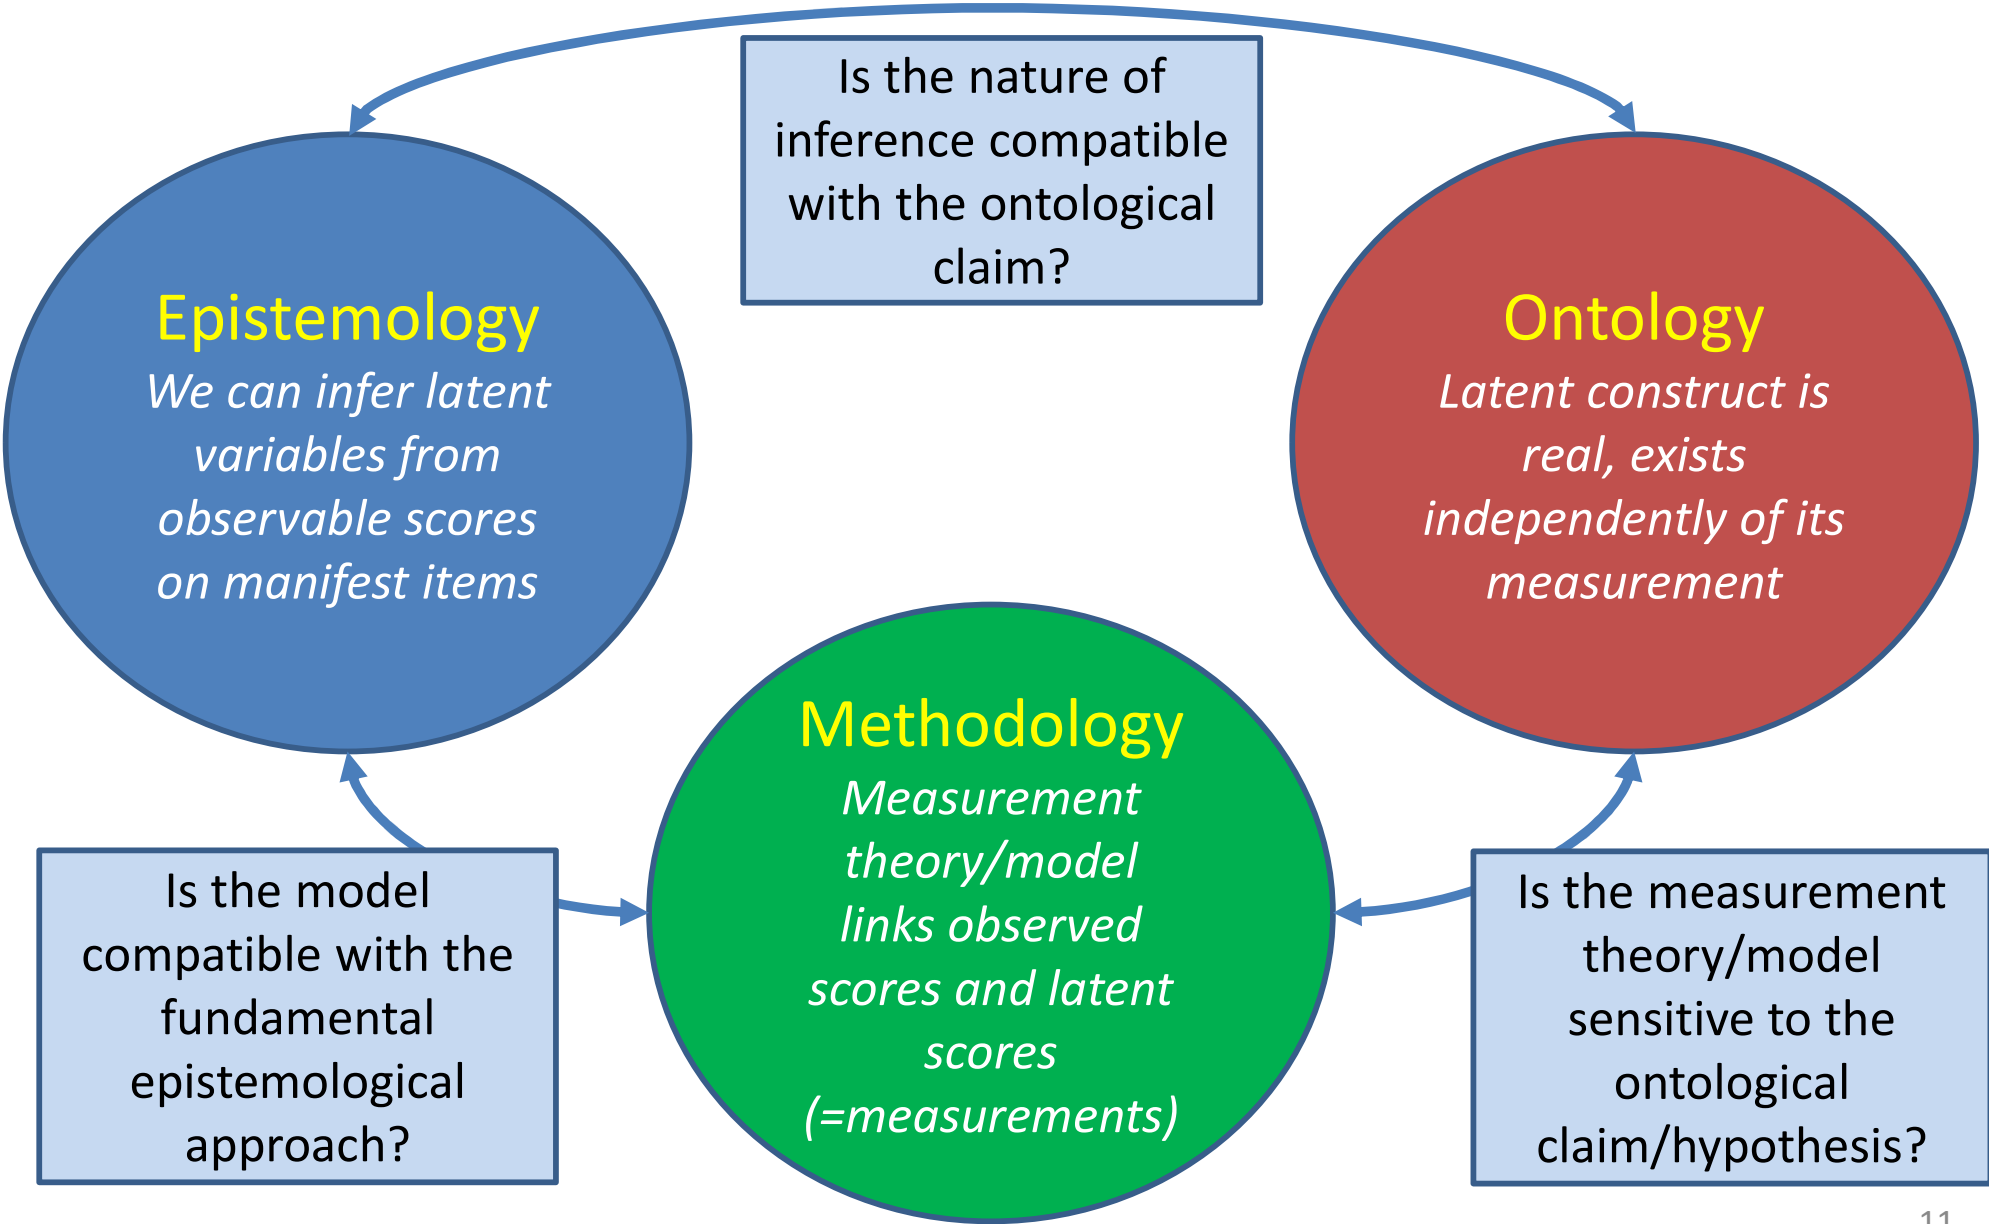 Is the nature of
inference compatible
with the ontological
claim?
Epistemology
We can infer latent
variables from
observable scores
on manifest items
Ontology
Latent construct is
real, exists
independently of its
measurement
Methodology
Measurement
theory/model
links observed
scores and latent
scores
(=measurements)
Is the model
compatible with the
fundamental
epistemological
approach?
Is the measurement
theory/model
sensitive to the
ontological
claim/hypothesis?
11